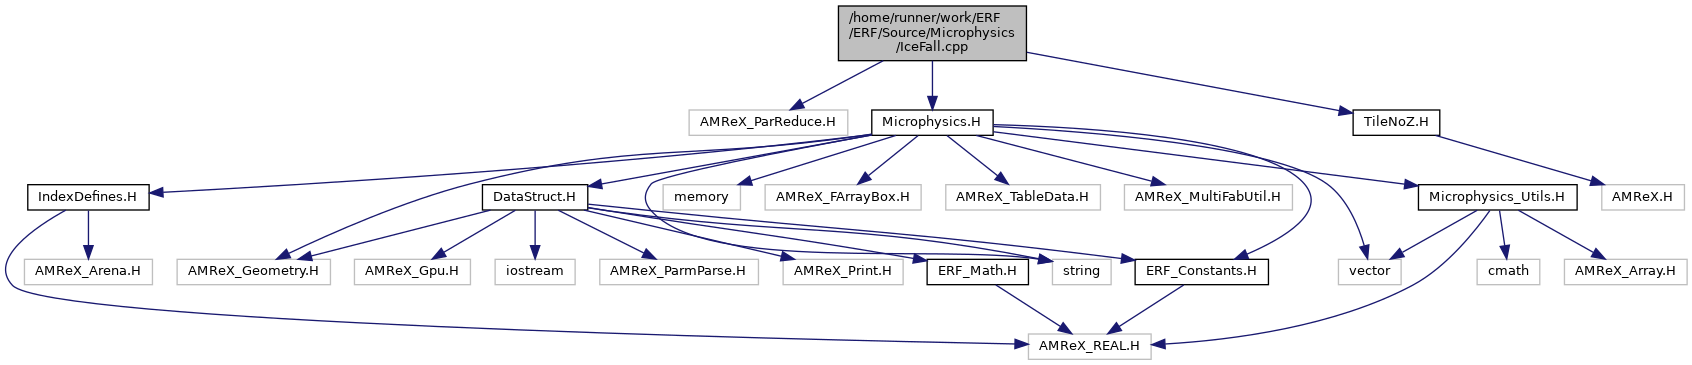 /home/runner/work/ERF
/ERF/Source/Microphysics
/IceFall.cpp
AMReX_ParReduce.H
Microphysics.H
TileNoZ.H
IndexDefines.H
DataStruct.H
memory
AMReX_FArrayBox.H
AMReX_TableData.H
AMReX_MultiFabUtil.H
Microphysics_Utils.H
AMReX.H
AMReX_Arena.H
AMReX_Geometry.H
AMReX_Gpu.H
iostream
AMReX_ParmParse.H
AMReX_Print.H
ERF_Math.H
string
ERF_Constants.H
vector
cmath
AMReX_Array.H
AMReX_REAL.H